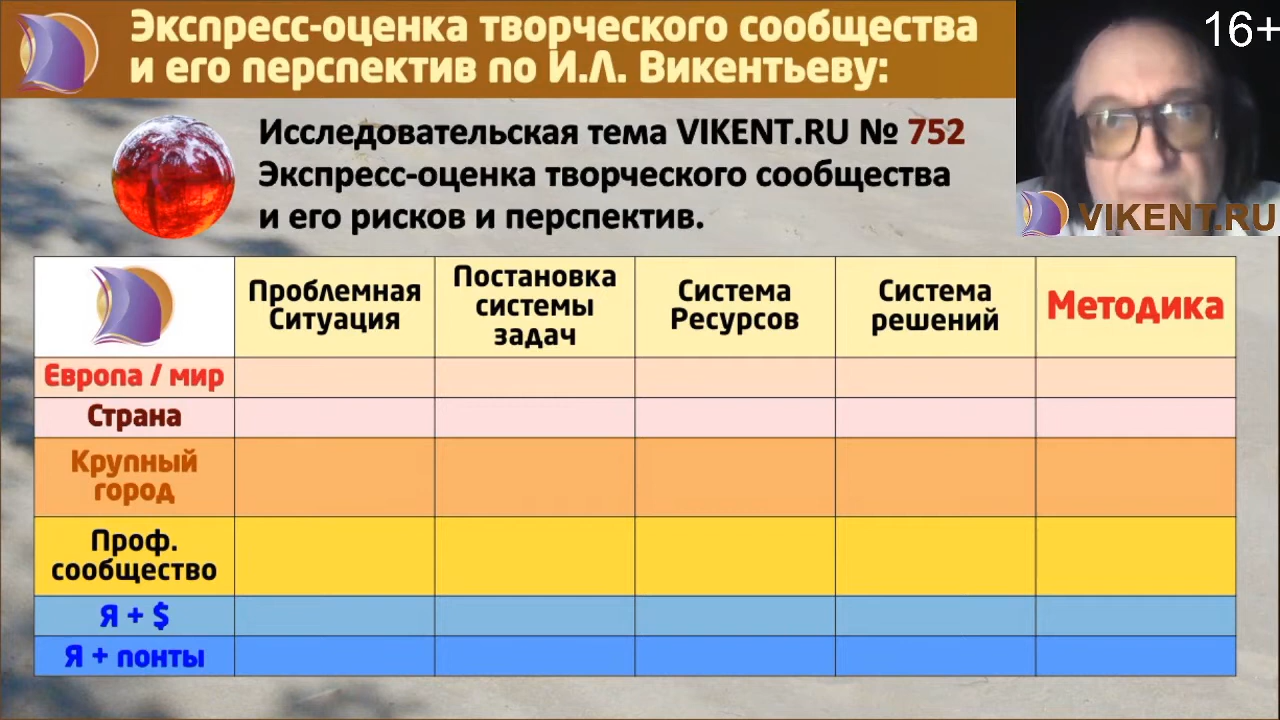 Экспресс-оценка творческого сообщества
и его перспектив по И.Л. Викентьеву:
16+
Исследовательская тема VIKENT.RU № 752
Экспресс-оценка творческого сообщества
и его рисков и перспектив.
VIKENT.RU
Проблемная
Ситуация
Постановка
системы
задач
Система
Ресурсов
Система
решений
Методика
Европа / мир
Страна
Крупный
город
Проф.
сообщество
Я + $
Я + понты